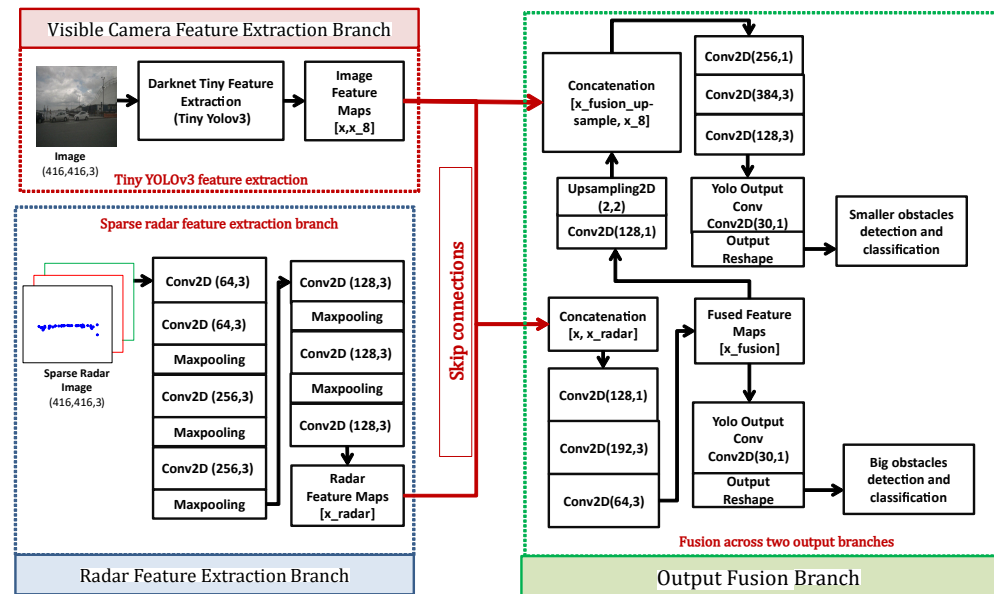 Visible Camera Feature Extraction Branch
Image
(416,416,3)
Darknet Tiny Feature
Extraction
(Tiny Yolov3)
Image
Feature
Maps
[x,x_8]
Tiny YOLOv3 feature extraction
Sparse radar feature extraction branch
Sparse Radar
Image
(416,416,3)
Conv2D (64,3)
Conv2D (64,3)
Maxpooling
Conv2D (256,3)
Maxpooling
Conv2D (256,3)
Maxpooling
Conv2D (128,3)
Maxpooling
Conv2D (128,3)
Maxpooling
Conv2D (128,3)
Radar
Feature Maps
[x_radar]
Radar Feature Extraction Branch
Skip connections
Concatenation
[x_fusion_up-
sample, x_8]
Conv2D(256,1)
Conv2D(384,3)
Conv2D(128,3)
Upsampling2D
(2,2)
Conv2D(128,1)
Yolo Output
Conv
Conv2D(30,1)
Output
Reshape
Smaller obstacles
detection and
classification
Concatenation
[x, x_radar]
Conv2D(128,1)
Conv2D(192,3)
Conv2D(64,3)
Fused Feature
Maps
[x_fusion]
Yolo Output
Conv
Conv2D(30,1)
Output
Reshape
Big obstacles
detection and
classification
Fusion across two output branches
Output Fusion Branch